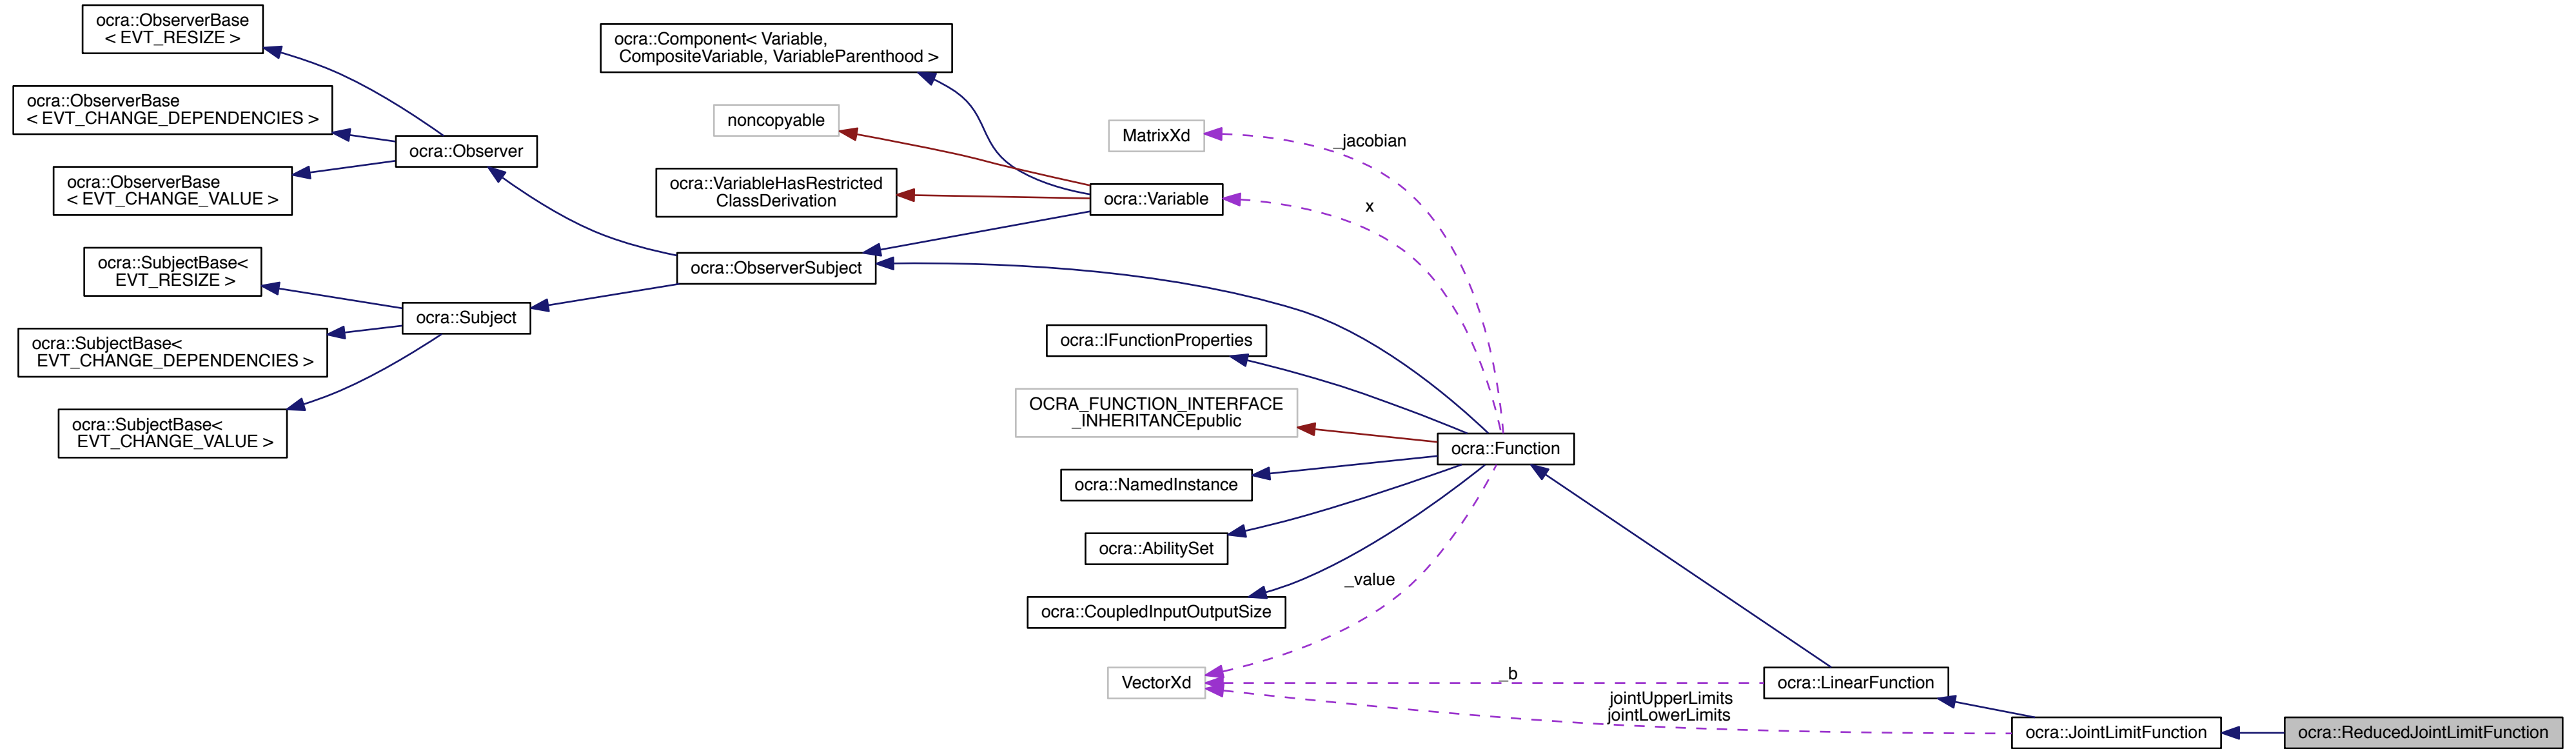 ocra::ObserverBase
< EVT_RESIZE >
ocra::ObserverBase
< EVT_CHANGE_DEPENDENCIES >
ocra::ObserverBase
< EVT_CHANGE_VALUE >
ocra::SubjectBase<
EVT_RESIZE >
ocra::SubjectBase<
EVT_CHANGE_DEPENDENCIES >
ocra::SubjectBase<
EVT_CHANGE_VALUE >
ocra::Observer
ocra::Subject
ocra::Component< Variable,
CompositeVariable, VariableParenthood >
noncopyable
ocra::VariableHasRestricted
ClassDerivation
ocra::ObserverSubject
MatrixXd
ocra::Variable
ocra::IFunctionProperties
OCRA_FUNCTION_INTERFACE
_INHERITANCEpublic
ocra::NamedInstance
ocra::AbilitySet
ocra::CoupledInputOutputSize
VectorXd
_jacobian
x
_value
_b
jointUpperLimits
jointLowerLimits
ocra::Function
ocra::LinearFunction
ocra::JointLimitFunction
ocra::ReducedJointLimitFunction